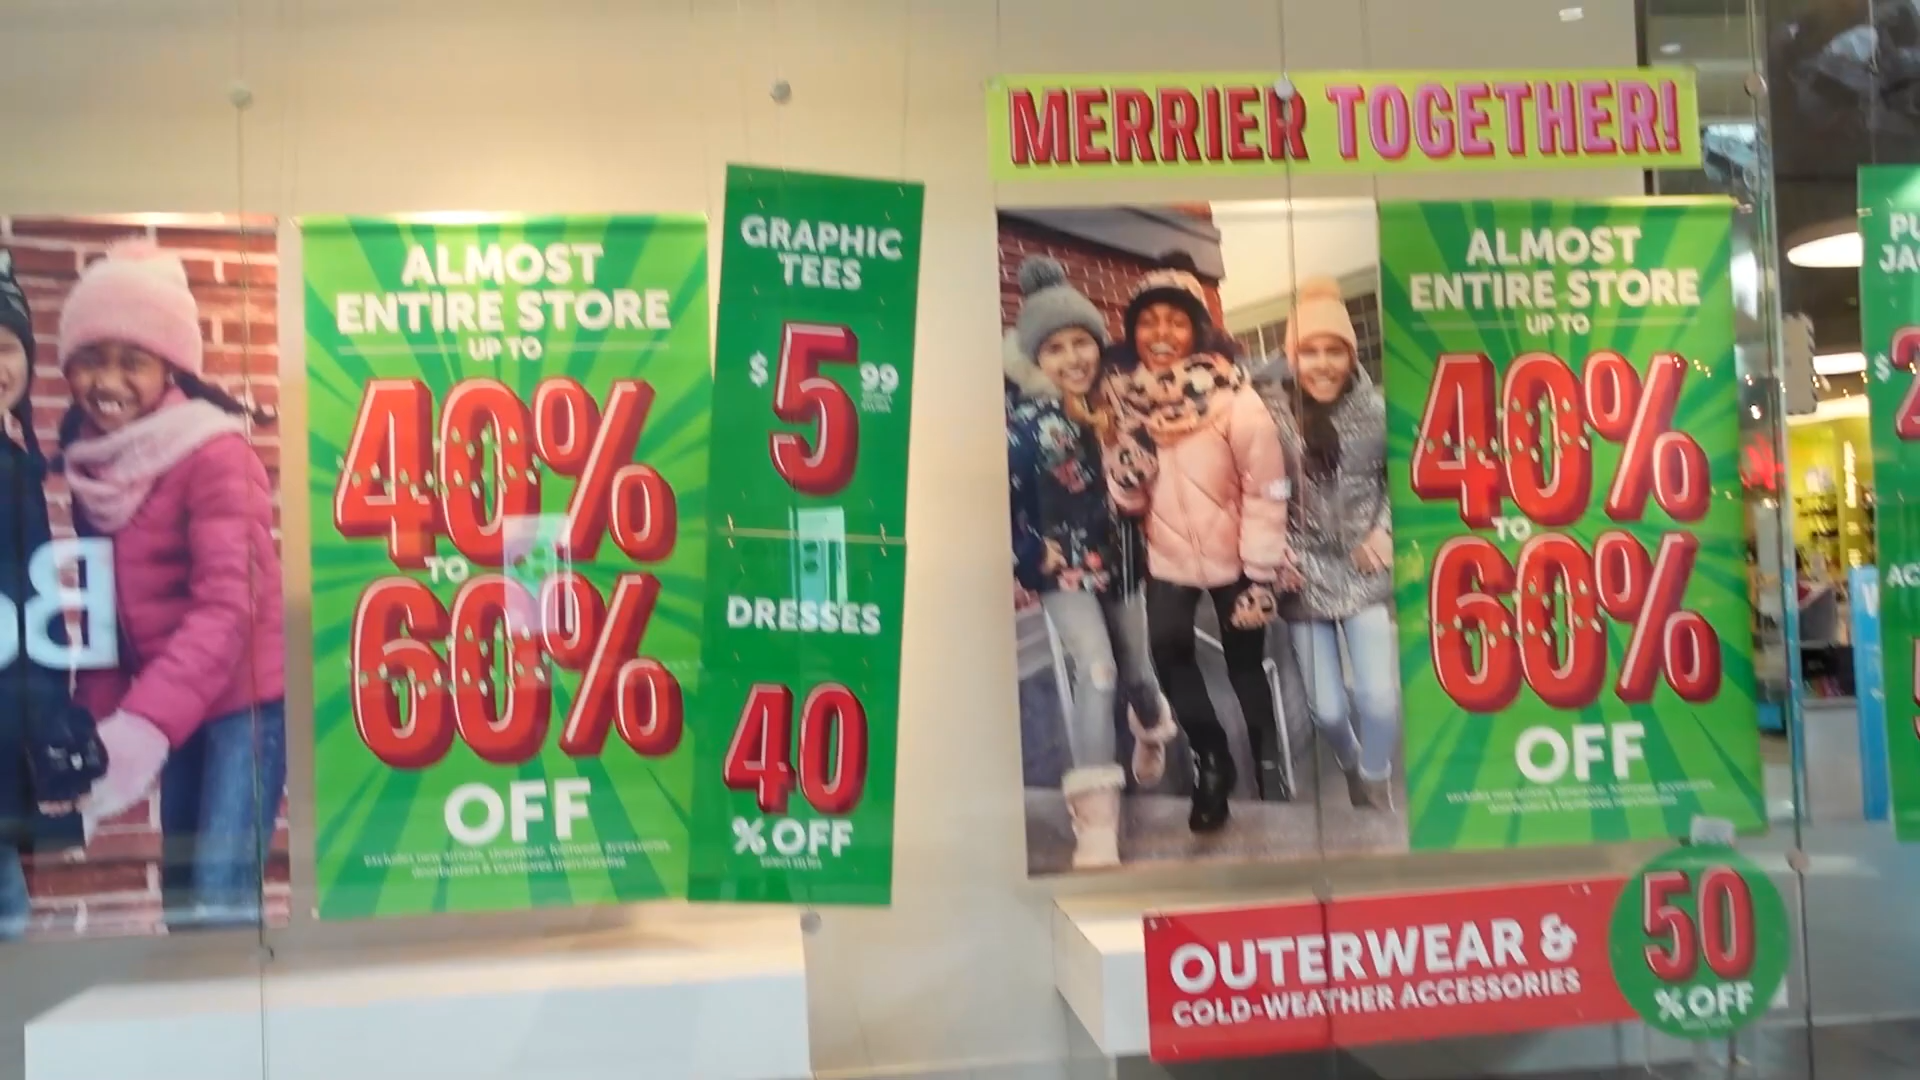 MERRIER TOGETHER!
ALMOST
ENTIRE STORE
UP TO
40%
TO
60%
OFF
GRAPHIC
TEES
$5 99
DRESSES
40
% OFF
ALMOST
ENTIRE STORE
UP TO
40%
TO
60%
OFF
OUTERWEAR &
COLD-WEATHER ACCESSORIES
50
% OFF